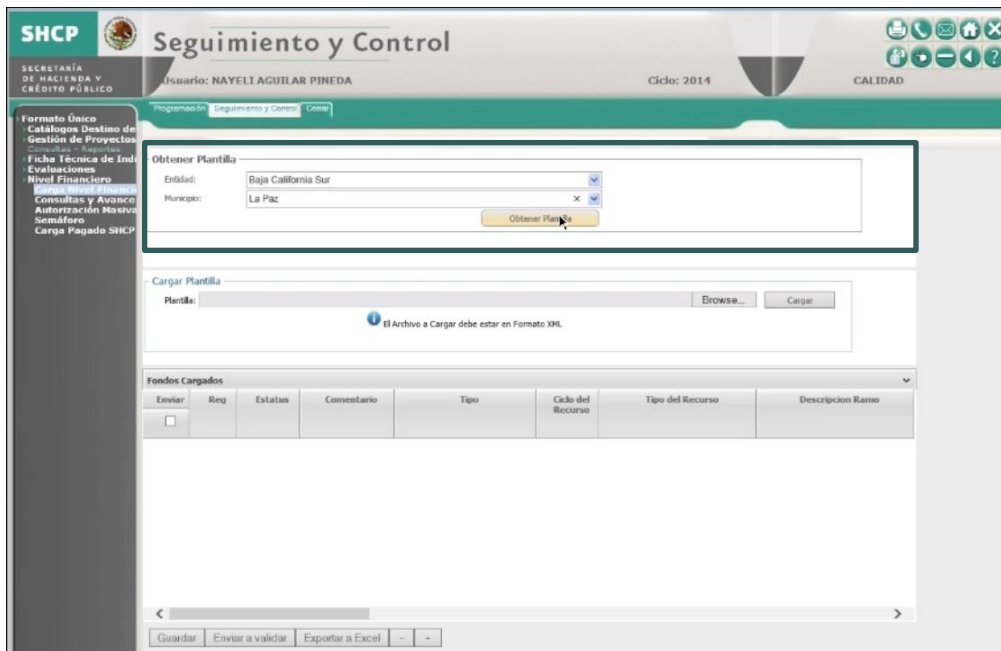 SHCP
SECRETARÍA
DE HACIENDA Y
CRÉDITO PÚBLICO
Seguimiento y Control
Usuario: NAYELI AGUILAR PINEDA
Ciclo: 2014
CALIDAD
Programación Seguimiento y Control Cerrar
Formato Único
Catálogos Destino de
Gestión de Proyectos
Consultas - Reportes
Ficha Técnica de Indi
Evaluaciones
Nivel Financiero
Carga Nivel Financi
Consultas y Avance
Autorización Masiva
Semáforo
Carga Pagado SHCP
Obtener Plantilla
Entidad: Baja California Sur
Municipio: La Paz
Obtener Plantilla
Cargar Plantilla
Plantilla: Browse... Cargar
El Archivo a Cargar debe estar en Formato XML
Fondos Cargados
Enviar Reg Estatus Comentario Tipo Ciclo del Recurso Tipo del Recurso Descripcion Ramo
Guardar Enviar a validar Exportar a Excel - +